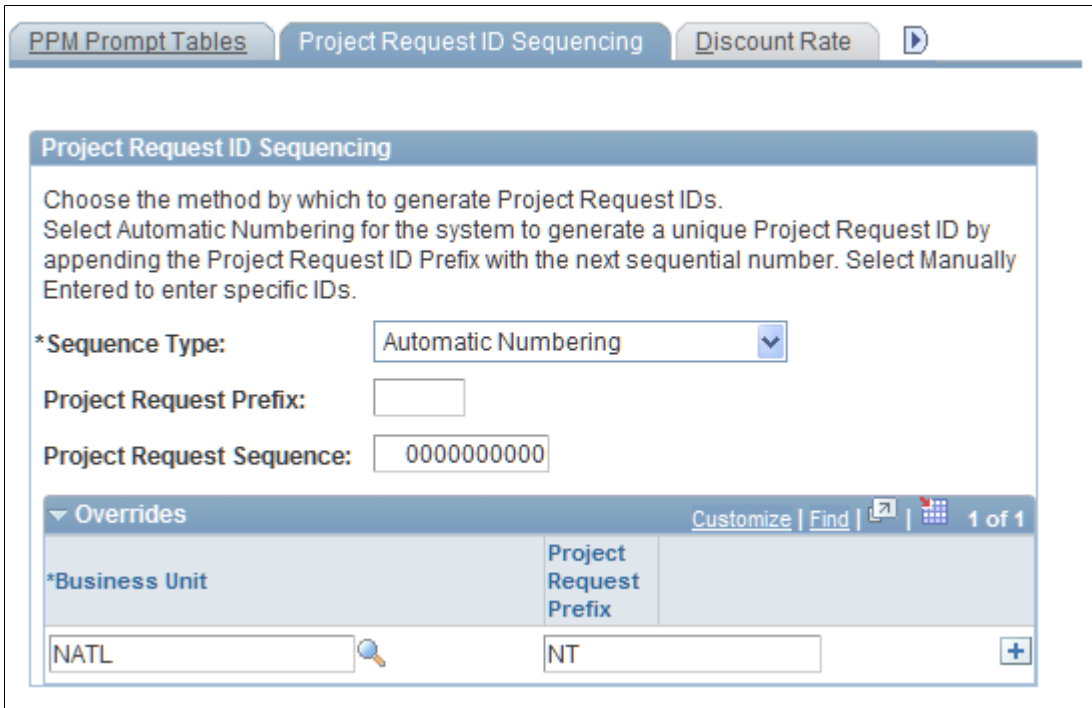 PPM Prompt Tables Project Request ID Sequencing Discount Rate
Project Request ID Sequencing
Choose the method by which to generate Project Request IDs.
Select Automatic Numbering for the system to generate a unique Project Request ID by
appending the Project Request ID Prefix with the next sequential number. Select Manually
Entered to enter specific IDs.
*Sequence Type: Automatic Numbering
Project Request Prefix:
Project Request Sequence: 0000000000
Overrides Customize | Find | | 1 of 1
*Business Unit Project
Request
Prefix
NATL NT